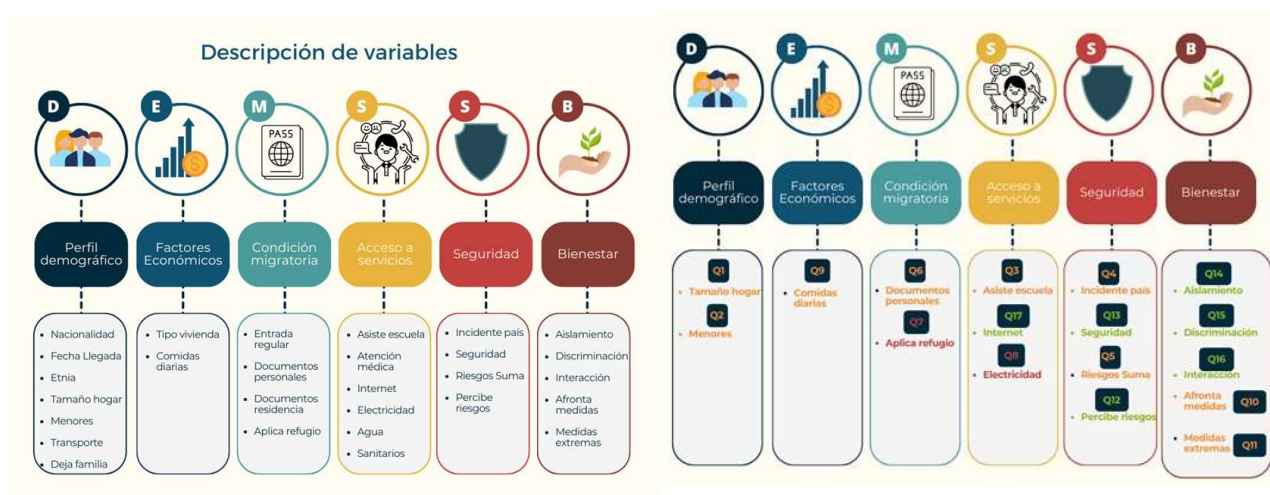 Descripción de variables
D
E
M
S
S
B
PASS
$
Perfil
demográfico
Factores
Económicos
Condición
migratoria
Acceso a
servicios
Seguridad
Bienestar
• Nacionalidad
• Fecha Llegada
• Etnia
• Tamaño hogar
• Menores
• Transporte
• Deja familia
• Tipo vivienda
• Comidas
diarias
• Entrada
regular
• Documentos
personales
• Documentos
residencia
• Aplica refugio
• Asiste escuela
• Atención
médica
• Internet
• Electricidad
• Agua
• Sanitarios
• Incidente país
• Seguridad
• Riesgos Suma
• Percibe
riesgos
• Aislamiento
• Discriminación
• Interacción
• Afronta
medidas
• Medidas
extremas
D
E
M
S
S
B
PASS
$
Perfil
demográfico
Factores
Económicos
Condición
migratoria
Acceso a
servicios
Seguridad
Bienestar
Q1
• Tamaño hogar
Q2
• Menores
Q9
• Comidas
diarias
Q6
• Documentos
personales
Q7
• Aplica refugio
Q3
• Asiste escuela
Q17
• Internet
Q8
• Electricidad
Q4
• Incidente país
Q13
• Seguridad
Q5
• Riesgos Suma
Q12
• Percibe riesgos
Q14
• Aislamiento
Q15
• Discriminación
Q16
• Interacción
• Afronta
medidas Q10
• Medidas
extremas Q11